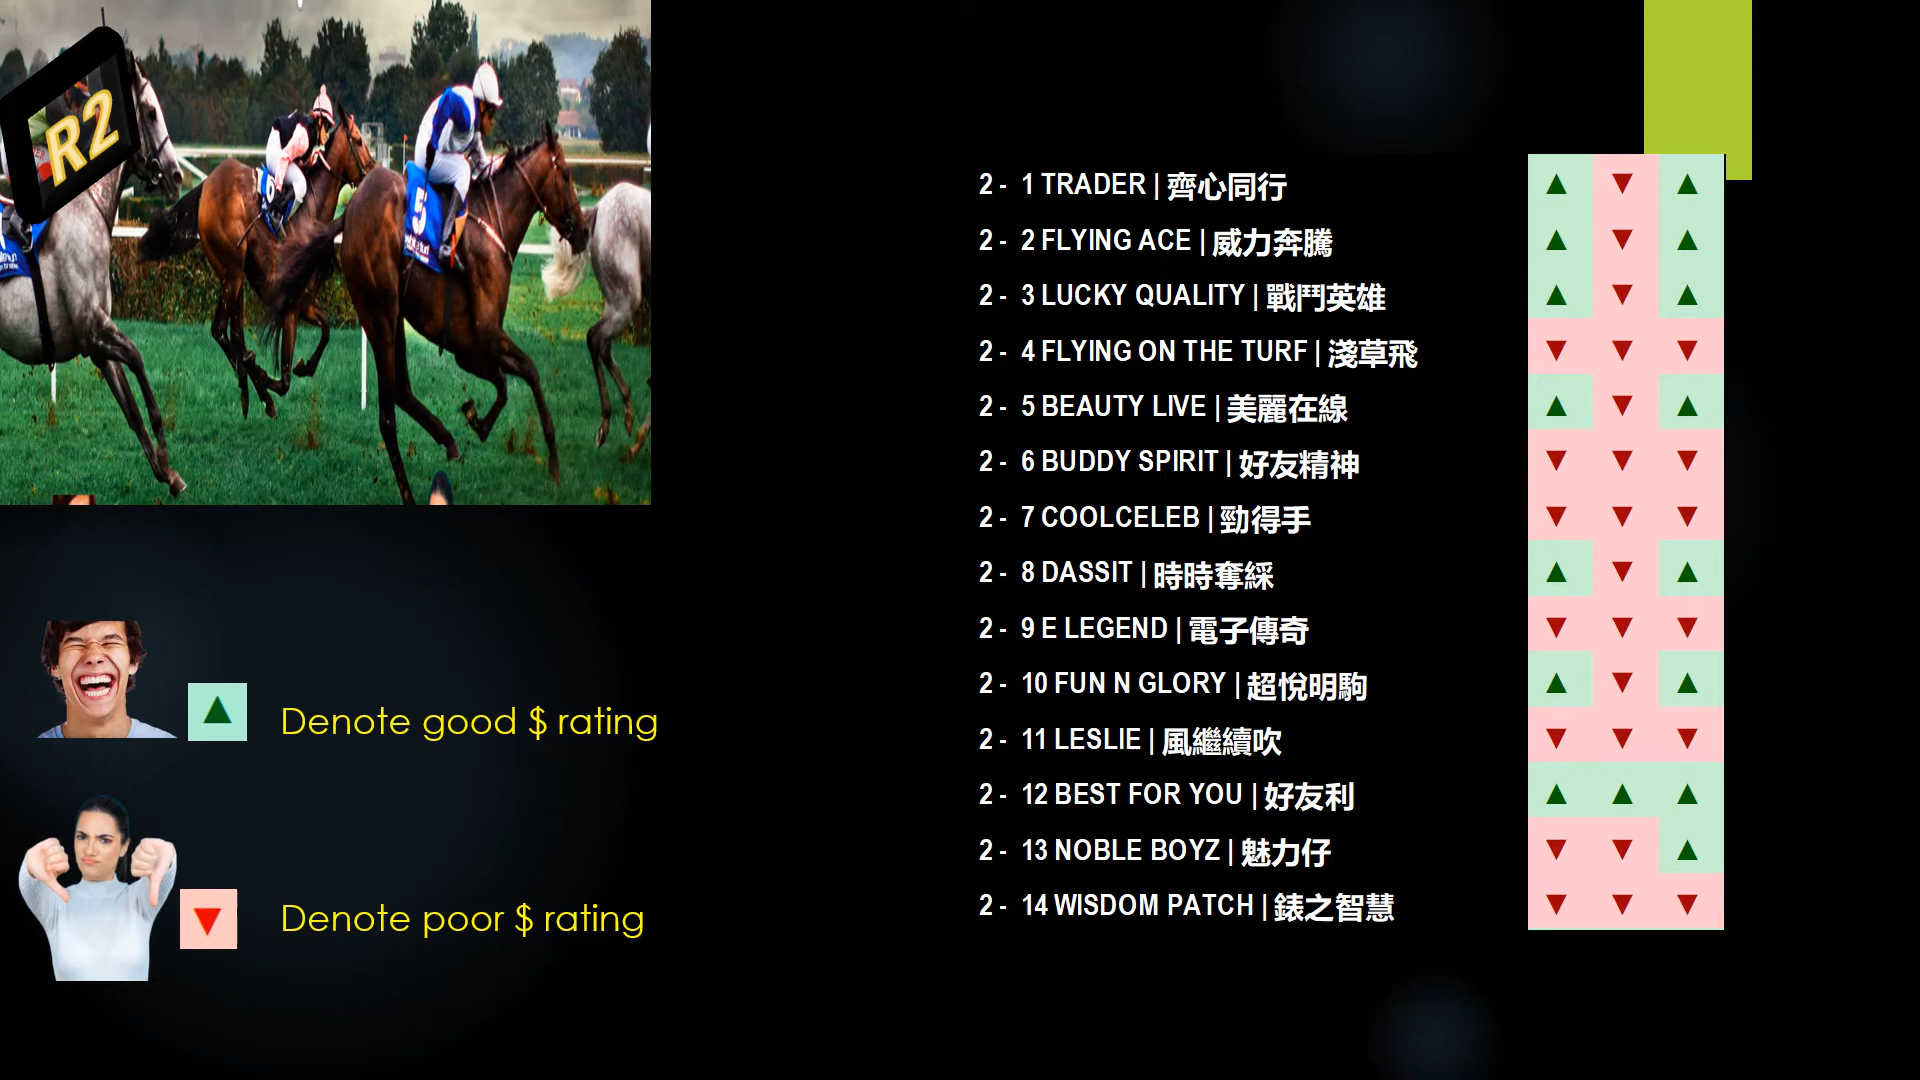 R2
5
6
2 - 1 TRADER | 齊心同行
2 - 2 FLYING ACE | 威力奔騰
2 - 3 LUCKY QUALITY | 戰鬥英雄
2 - 4 FLYING ON THE TURF | 淺草飛
2 - 5 BEAUTY LIVE | 美麗在線
2 - 6 BUDDY SPIRIT | 好友精神
2 - 7 COOLCELEB | 勁得手
2 - 8 DASSIT | 時時奪綵
2 - 9 E LEGEND | 電子傳奇
2 - 10 FUN N GLORY | 超悅明駒
2 - 11 LESLIE | 風繼續吹
2 - 12 BEST FOR YOU | 好友利
2 - 13 NOBLE BOYZ | 魅力仔
2 - 14 WISDOM PATCH | 錶之智慧
Denote good $ rating
Denote poor $ rating